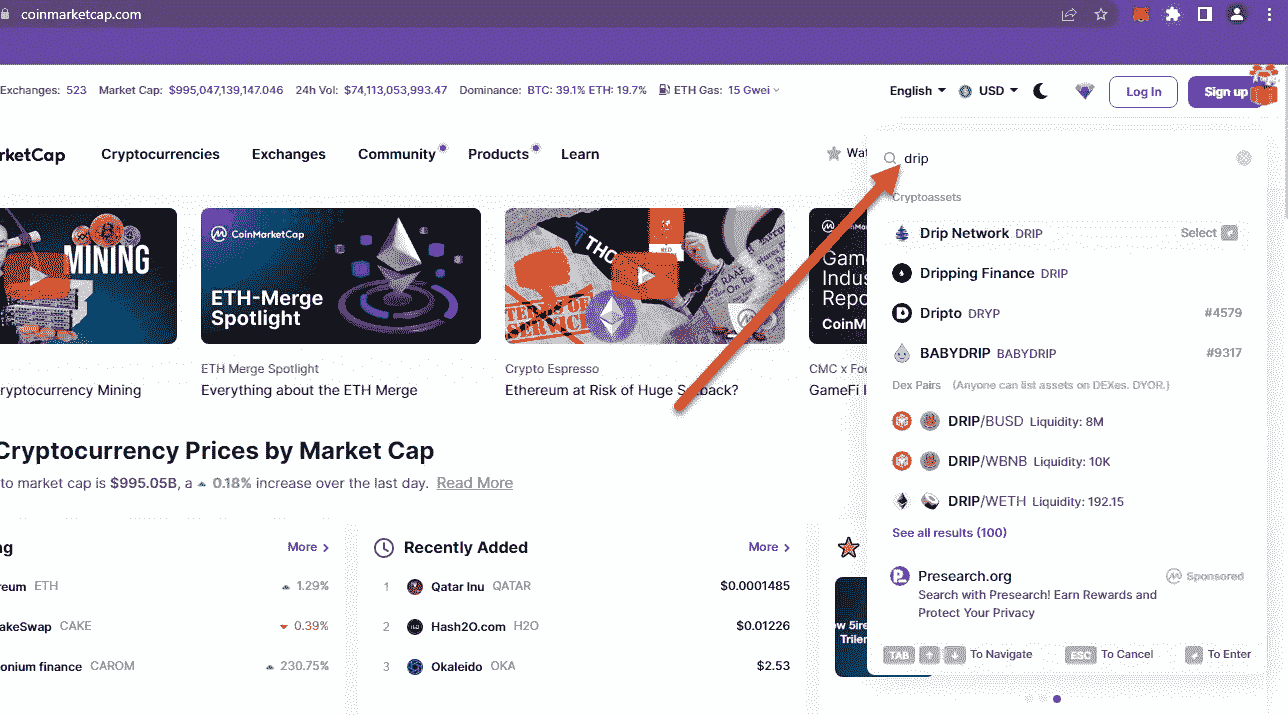 coinmarketcap.com
Exchanges: 523 Market Cap: $995,047,139,147.046 24h Vol: $74,113,053,993.47 Dominance: BTC: 39.1% ETH: 19.7% ETH Gas: 15 Gwei
English USD Log In Sign up
rketCap Cryptocurrencies Exchanges Community Products Learn Wat
drip
Cryptoassets
Drip Network DRIP Select
Dripping Finance DRIP
Dripto DRYP #4579
BABYDRIP BABYDRIP #9317
Dex Pairs (Anyone can list assets on DEXes. DYOR.)
DRIP/BUSD Liquidity: 8M
DRIP/WBNB Liquidity: 10K
DRIP/WETH Liquidity: 192.15
See all results (100)
Presearch.org Sponsored
Search with Presearch! Earn Rewards and
Protect Your Privacy
TAB To Navigate ESC To Cancel To Enter
MINING
CoinMarketCap
ETH-Merge
Spotlight
THO
TERMS OF
SERVICE
Gam
Indus
Repo
CoinM
ryptocurrency Mining
ETH Merge Spotlight
Everything about the ETH Merge
Crypto Espresso
Ethereum at Risk of Huge
CMC x Fo
GameFi I
Cryptocurrency Prices by Market Cap
to market cap is $995.05B, a 0.18% increase over the last day. Read More
ng More
reum ETH 1.29%
akeSwap CAKE 0.39%
onium finance CAROM 230.75%
Recently Added More
1 Qatar Inu QATAR $0.0001485
2 Hash2O.com H2O $0.01226
3 Okaleido OKA $2.53
w 5ire
Trilem